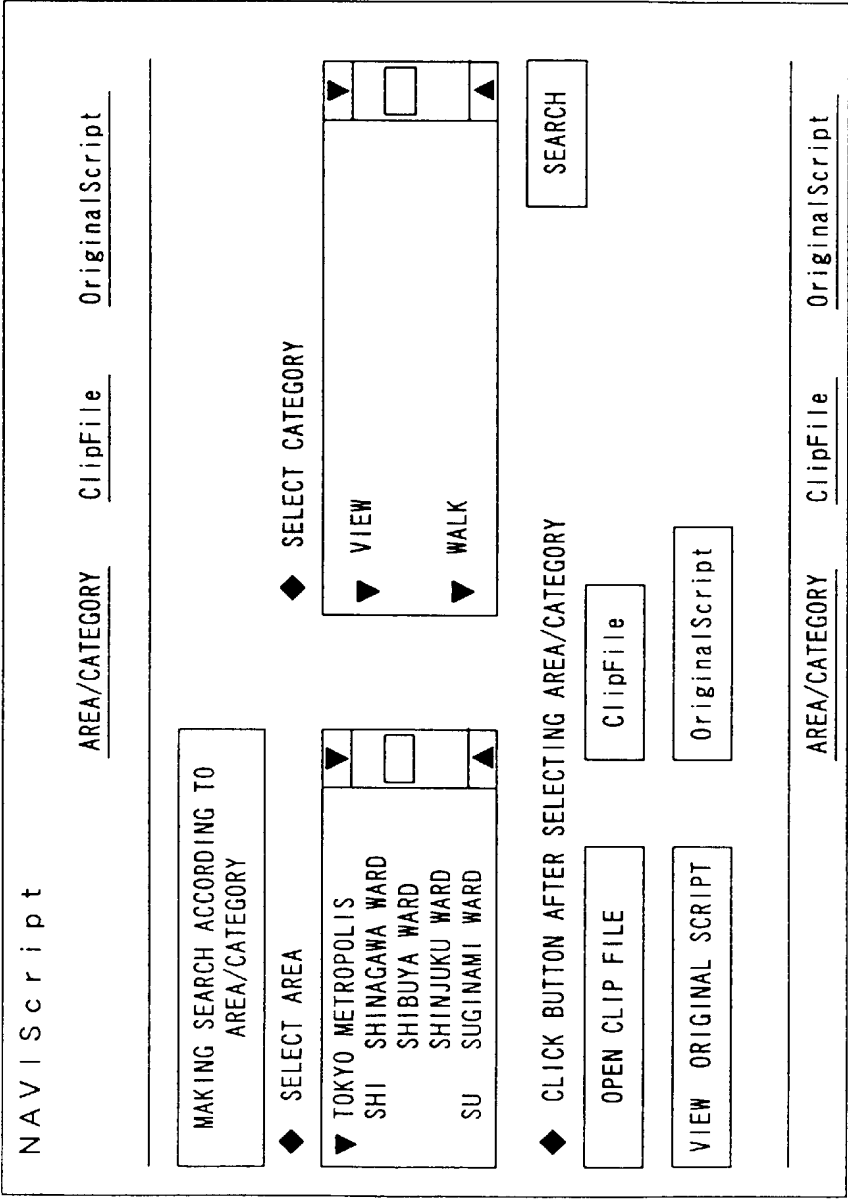 NAVIScript
AREA/CATEGORY ClipFile OriginalScript
MAKING SEARCH ACCORDING TO
AREA/CATEGORY
◆ SELECT AREA
▼ TOKYO METROPOLIS
SHI SHINAGAWA WARD
SHIBUYA WARD
SHINJUKU WARD
SU SUGINAMI WARD
◆ SELECT CATEGORY
▼ VIEW
▼ WALK
◆ CLICK BUTTON AFTER SELECTING AREA/CATEGORY
SEARCH
OPEN CLIP FILE ClipFile
VIEW ORIGINAL SCRIPT OriginalScript
AREA/CATEGORY ClipFile OriginalScript